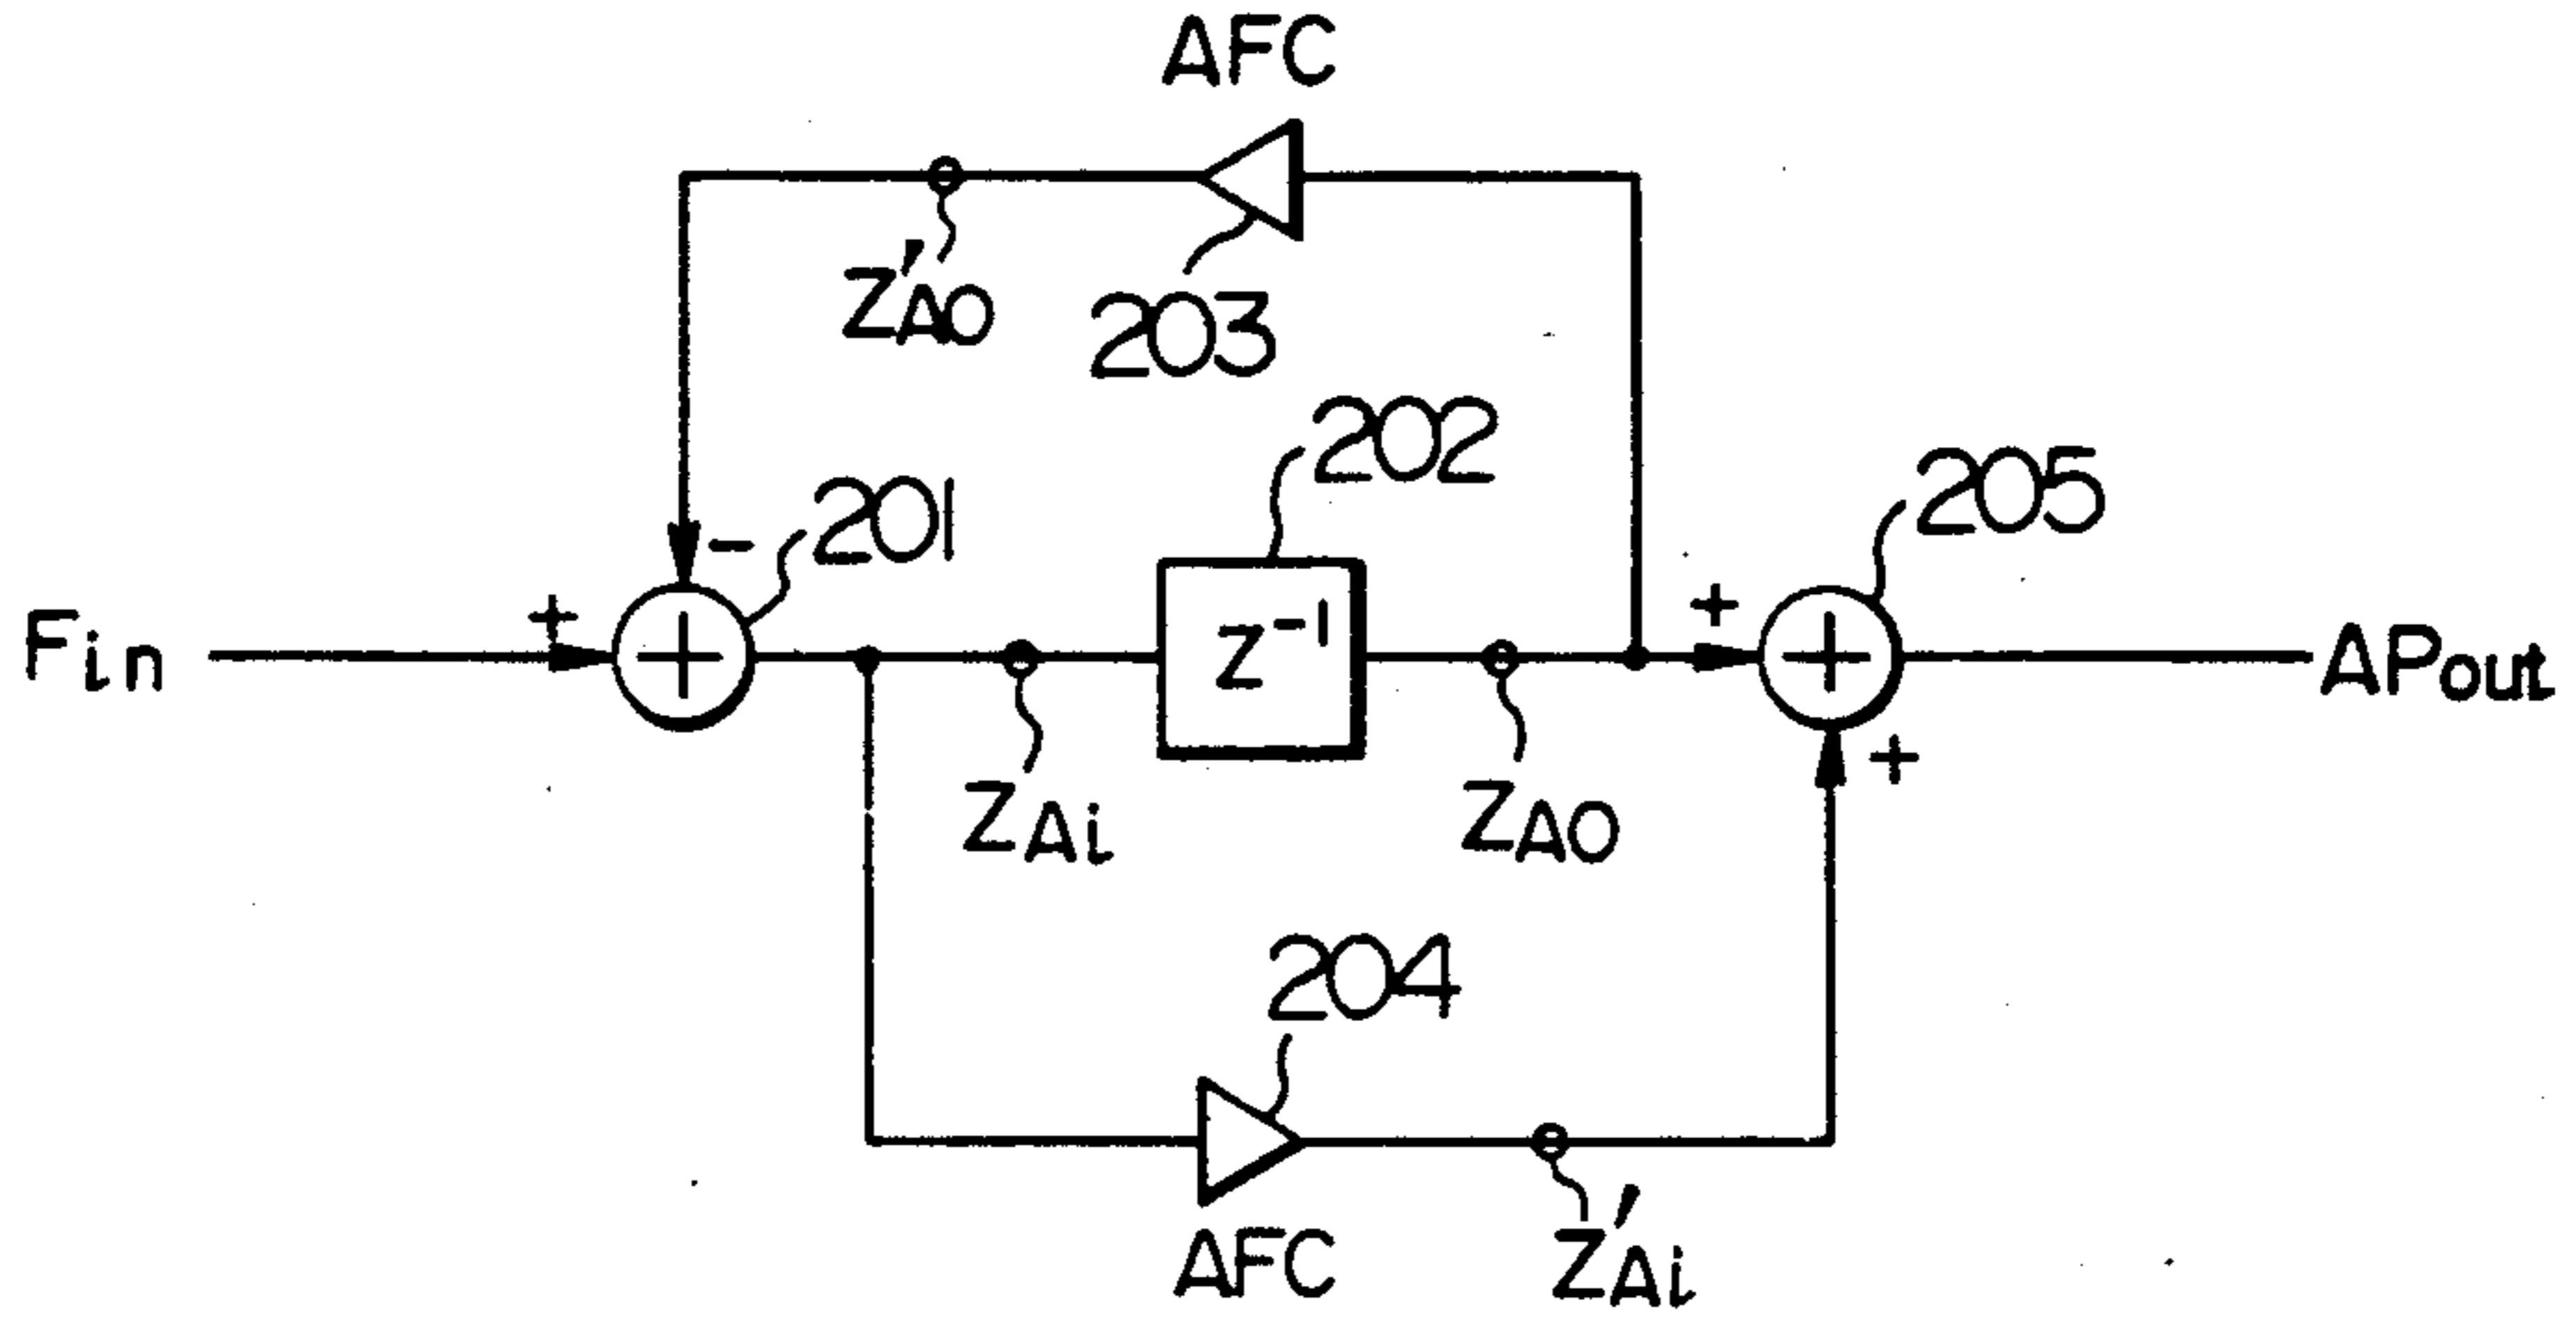 AFC
Z'AO
203
202
201
205
-
+
+
Fin
+
Z-1
+
APout
+
ZAi
ZAO
204
AFC
Z'Ai